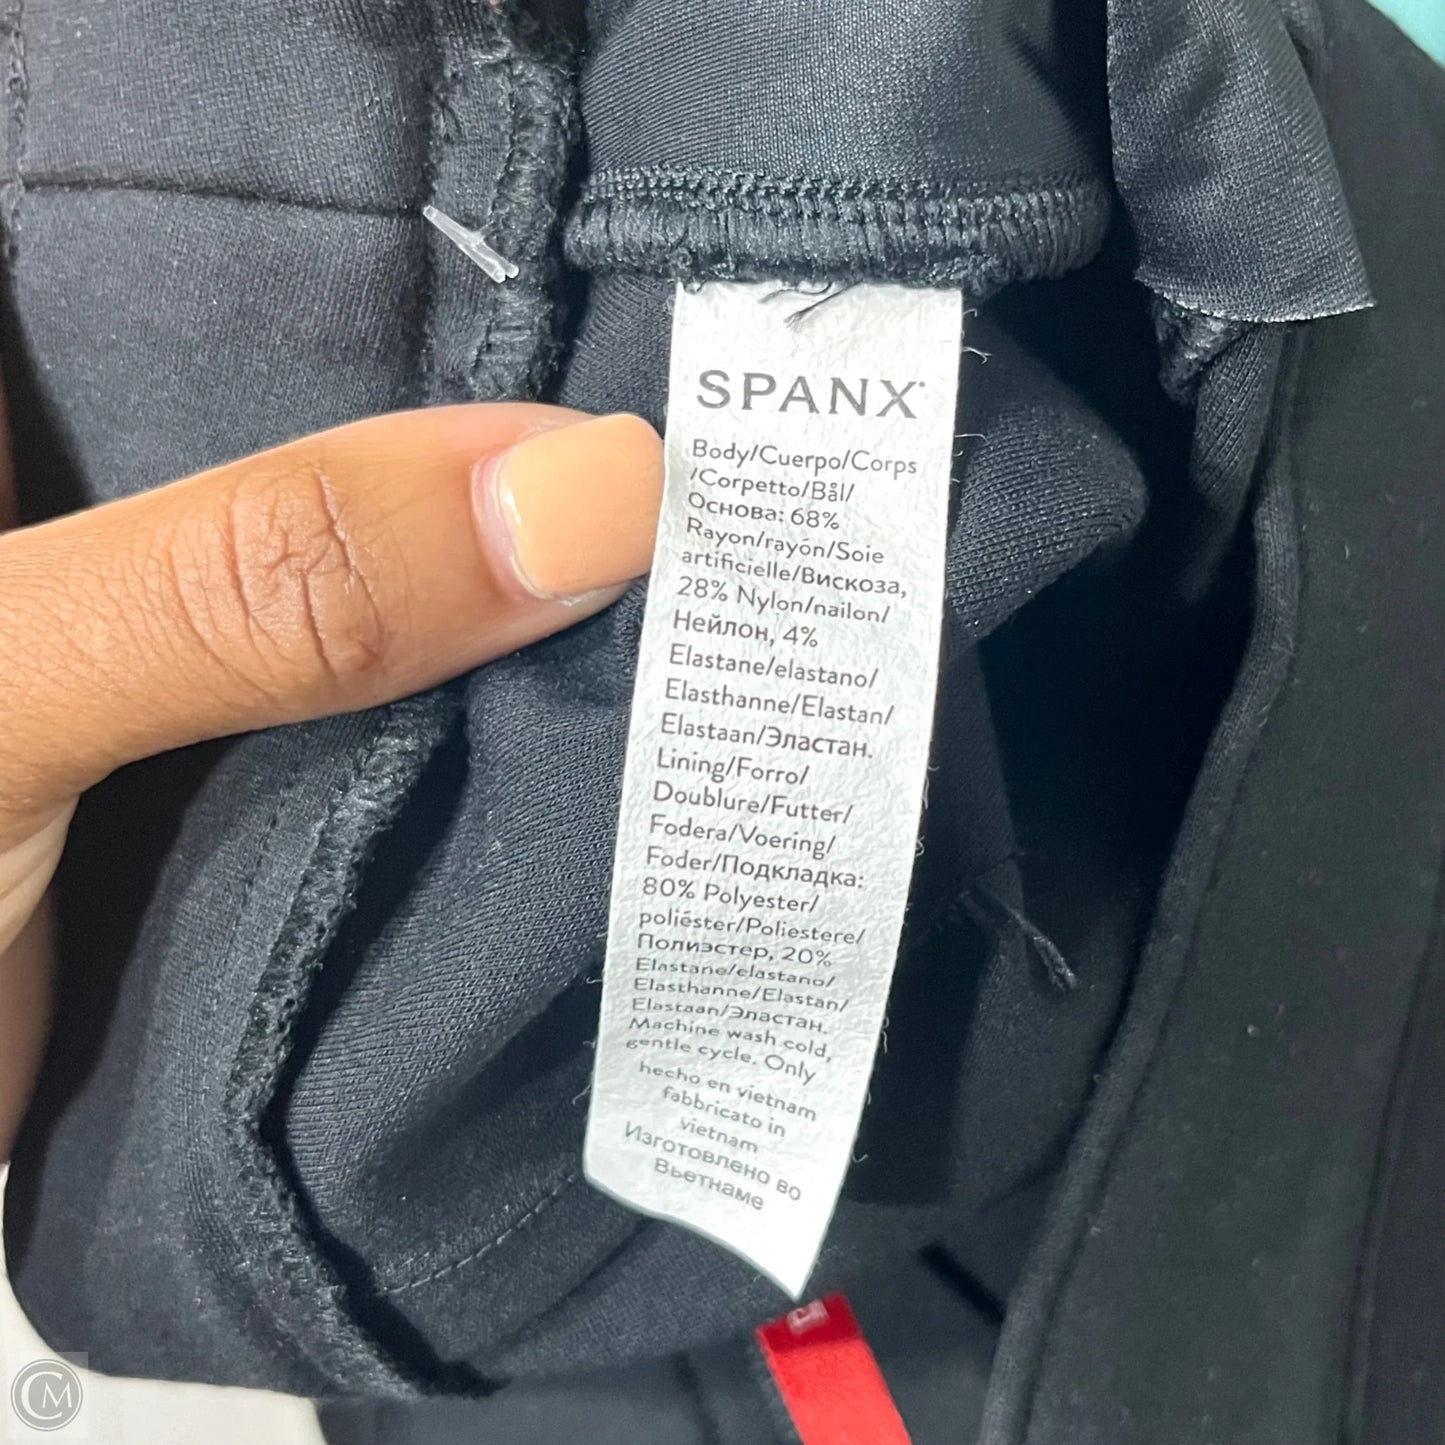 SPANX
Body/Cuerpo/Corps
/Corpetto/Bål/
Основа: 68%
Rayon/rayón/Soie
artificielle/Вискоза,
28% Nylon/nailon/
Нейлон, 4%
Elastane/elastano/
Elasthanne/Elastan/
Elastaan/Эластан.
Lining/Forro/
Doublure/Futter/
Fodera/Voering/
Foder/Подкладка:
80% Polyester/
poliéster/Poliestere/
Полиэстер, 20%
Elastane/elastano/
Elasthanne/Elastan/
Elastaan/Эластан.
Machine wash cold,
gentle cycle. Only
hecho en vietnam
fabbricato in
vietnam
Изготовлено во
Вьетнаме
CM